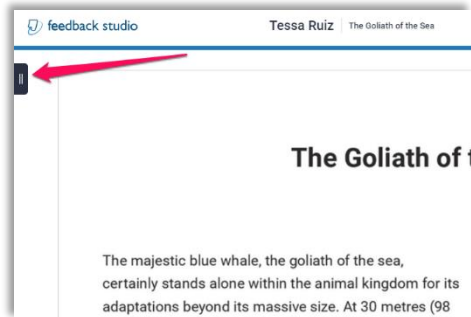 feedback studio
Tessa Ruiz
The Goliath of the Sea
The Goliath of t
The majestic blue whale, the goliath of the sea,
certainly stands alone within the animal kingdom for its
adaptations beyond its massive size. At 30 metres (98